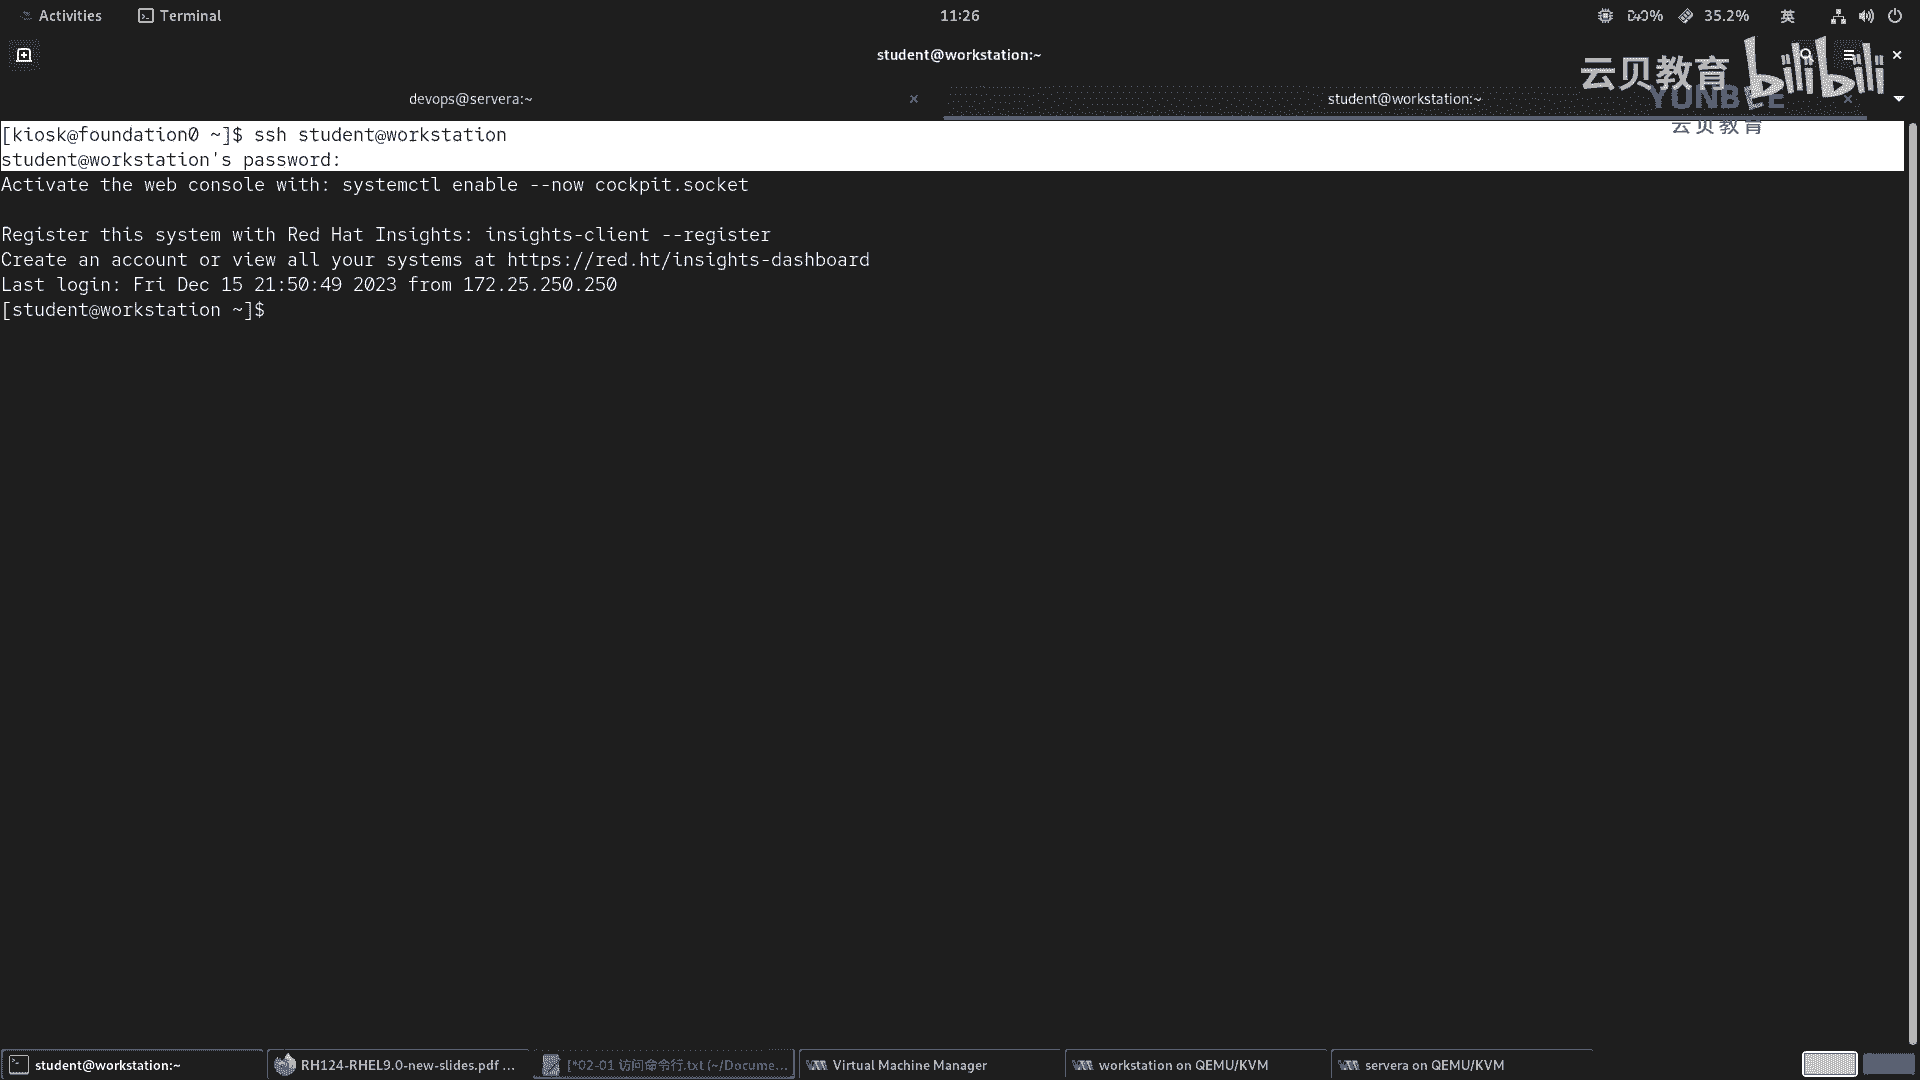 Activities
Terminal
11:26
35.2%
英
student@workstation:~
云贝教育
bilibili
devops@servera:~
student@workstation:~
YUNBEE
云贝教育
[kiosk@foundation0 ~]$ ssh student@workstation
student@workstation's password:
Activate the web console with: systemctl enable --now cockpit.socket
Register this system with Red Hat Insights: insights-client --register
Create an account or view all your systems at https://red.ht/insights-dashboard
Last login: Fri Dec 15 21:50:49 2023 from 172.25.250.250
[student@workstation ~]$
student@workstation:~
RH124-RHEL9.0-new-slides.pdf ...
[*02-01 访问命令行.txt (~/Docume...
Virtual Machine Manager
workstation on QEMU/KVM
servera on QEMU/KVM